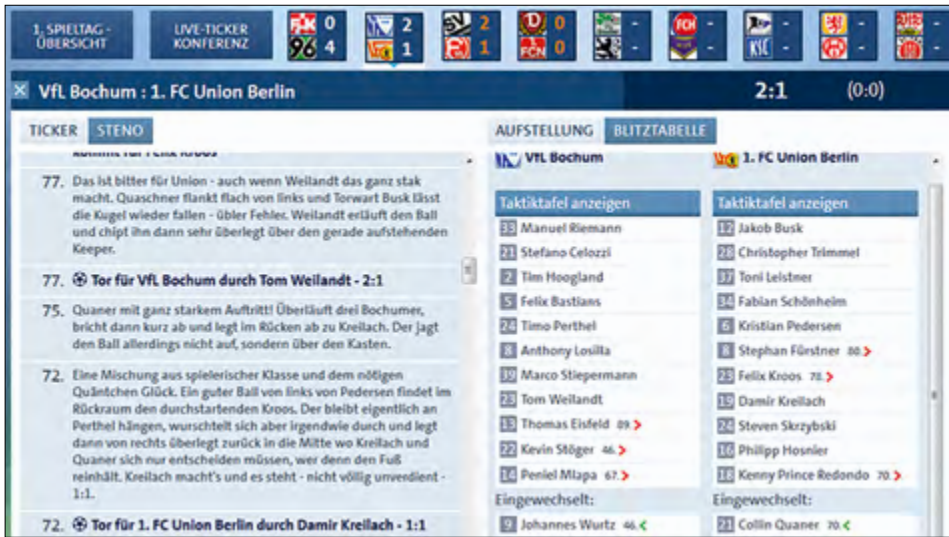 1. SPIELTAG -
ÜBERSICHT
LIVE-TICKER
KONFERENZ
FCK 0
96 4
2
1
SV 2
1
D 0
FCN 0
-
-
FCH -
-
-
KSC -
-
-
-
-
VfL Bochum : 1. FC Union Berlin 2:1 (0:0)
TICKER STENO
kommt für Felix Kroos
77. Das ist bitter für Union - auch wenn Weilandt das ganz stak
macht. Quaschner flankt flach von links und Torwart Busk lässt
die Kugel wieder fallen - übler Fehler. Weilandt erläuft den Ball
und chipt ihn dann sehr überlegt über den gerade aufstehenden
Keeper.
77. Tor für VfL Bochum durch Tom Weilandt - 2:1
75. Quaner mit ganz starkem Auftritt! Überläuft drei Bochumer,
bricht dann kurz ab und legt im Rücken ab zu Kreilach. Der jagt
den Ball allerdings nicht auf, sondern über den Kasten.
72. Eine Mischung aus spielerischer Klasse und dem nötigen
Quäntchen Glück. Ein guter Ball von links von Pedersen findet im
Rückraum den durchstartenden Kroos. Der bleibt eigentlich an
Perthel hängen, wurschtelt sich aber irgendwie durch und legt
dann von rechts überlegt zurück in die Mitte wo Kreilach und
Quaner sich nur entscheiden müssen, wer denn den Fuß
reinhält. Kreilach macht's und es steht - nicht völlig unverdient -
1:1.
72. Tor für 1. FC Union Berlin durch Damir Kreilach - 1:1
AUFSTELLUNG BLITZTABELLE
VfL Bochum
Taktiktafel anzeigen
33 Manuel Riemann
21 Stefano Celozzi
2 Tim Hoogland
5 Felix Bastians
24 Timo Perthel
8 Anthony Losilla
39 Marco Stiepermann
23 Tom Weilandt
13 Thomas Eisfeld 89.
22 Kevin Stöger 46.
14 Peniel Mlapa 67.
Eingewechselt:
9 Johannes Wurtz 46.
1. FC Union Berlin
Taktiktafel anzeigen
12 Jakob Busk
28 Christopher Trimmel
37 Toni Leistner
34 Fabian Schönheim
6 Kristian Pedersen
8 Stephan Fürstner 80.
23 Felix Kroos 78.
19 Damir Kreilach
24 Steven Skrzybski
16 Philipp Hosnier
18 Kenny Prince Redondo 70.
Eingewechselt:
21 Collin Quaner 70.